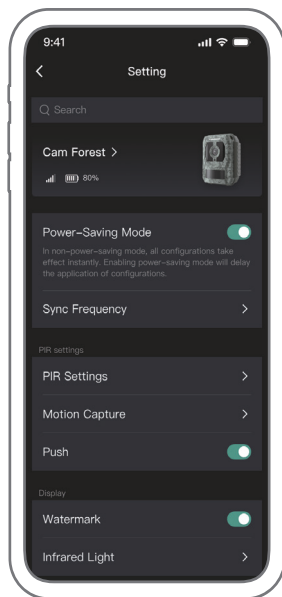 9:41
Setting
Search
Cam Forest >
80%
Power-Saving Mode
In non-power-saving mode, all configurations take
effect instantly. Enabling power-saving mode will delay
the application of configurations.
Sync Frequency >
PIR settings
PIR Settings >
Motion Capture >
Push
Display
Watermark
Infrared Light >